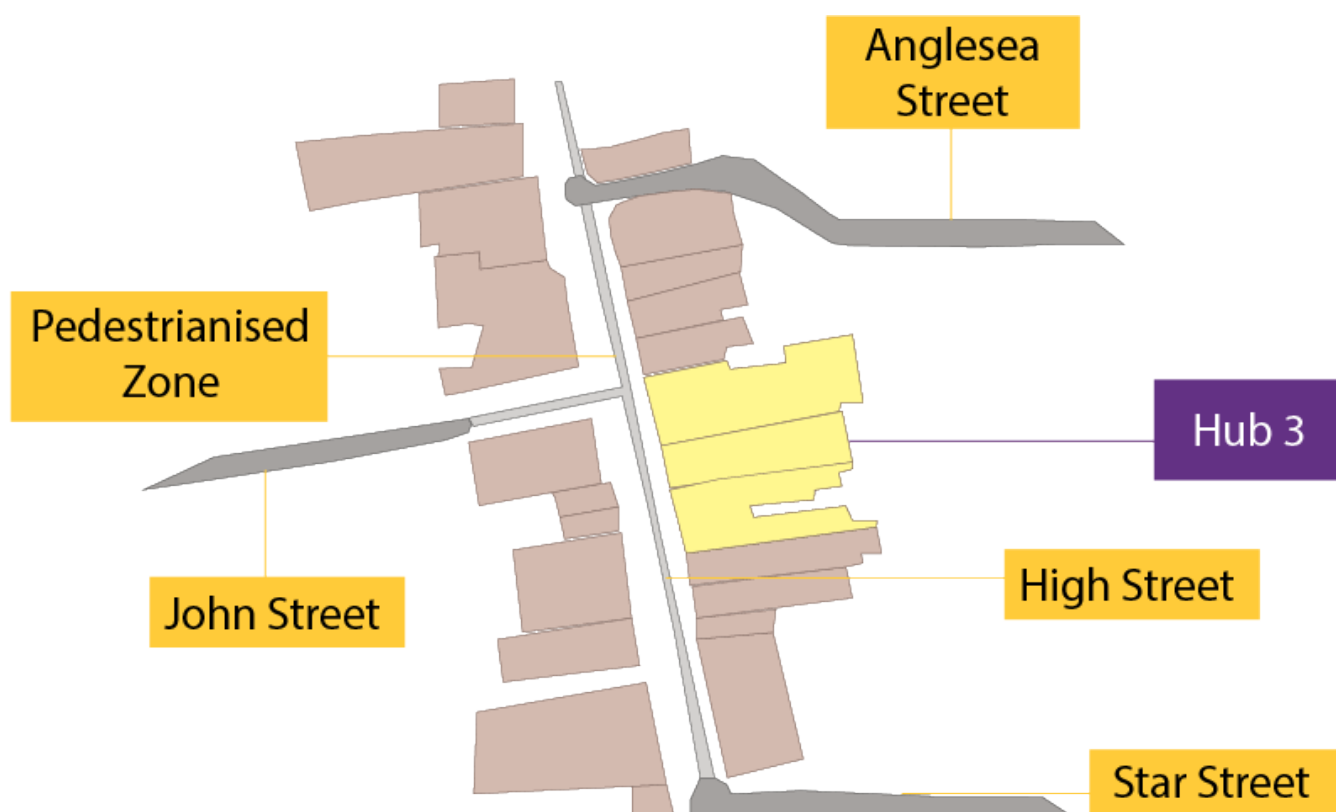 Anglesea
Street
Pedestrianised
Zone
Hub 3
High Street
John Street
Star Street